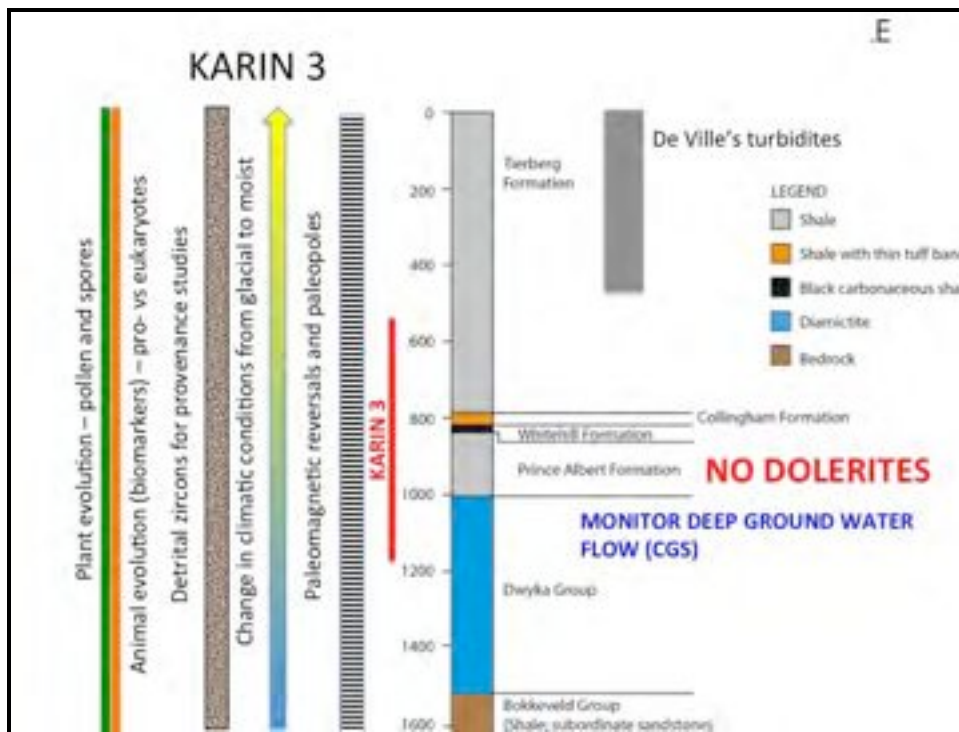 .E
KARIN 3
Plant evolution – pollen and spores
Animal evolution (biomarkers) – pro- vs eukaryotes
Detrital zircons for provenance studies
Change in climatic conditions from glacial to moist
Paleomagnetic reversals and paleopoles
KARIN 3
0
200
400
600
800
1000
1200
1400
1600
Tierberg
Formation
Collingham Formation
Whitehill Formation
Prince Albert Formation
Dwyka Group
Bokkeveld Group
(Shale; subordinate sandstone)
De Ville's turbidites
LEGEND
Shale
Shale with thin tuff band
Black carbonaceous sha
Diamictite
Bedrock
NO DOLERITES
MONITOR DEEP GROUND WATER
FLOW (CGS)